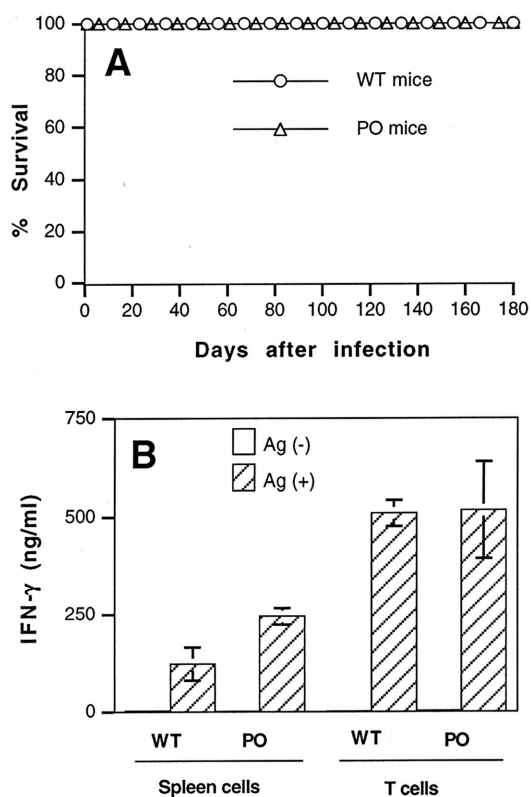 100
80
60
40
20
0
% Survival
A
WT mice
PO mice
0 20 40 60 80 100 120 140 160 180
Days after infection
750
500
250
0
IFN-γ (ng/ml)
B
Ag (-)
Ag (+)
WT PO WT PO
Spleen cells T cells